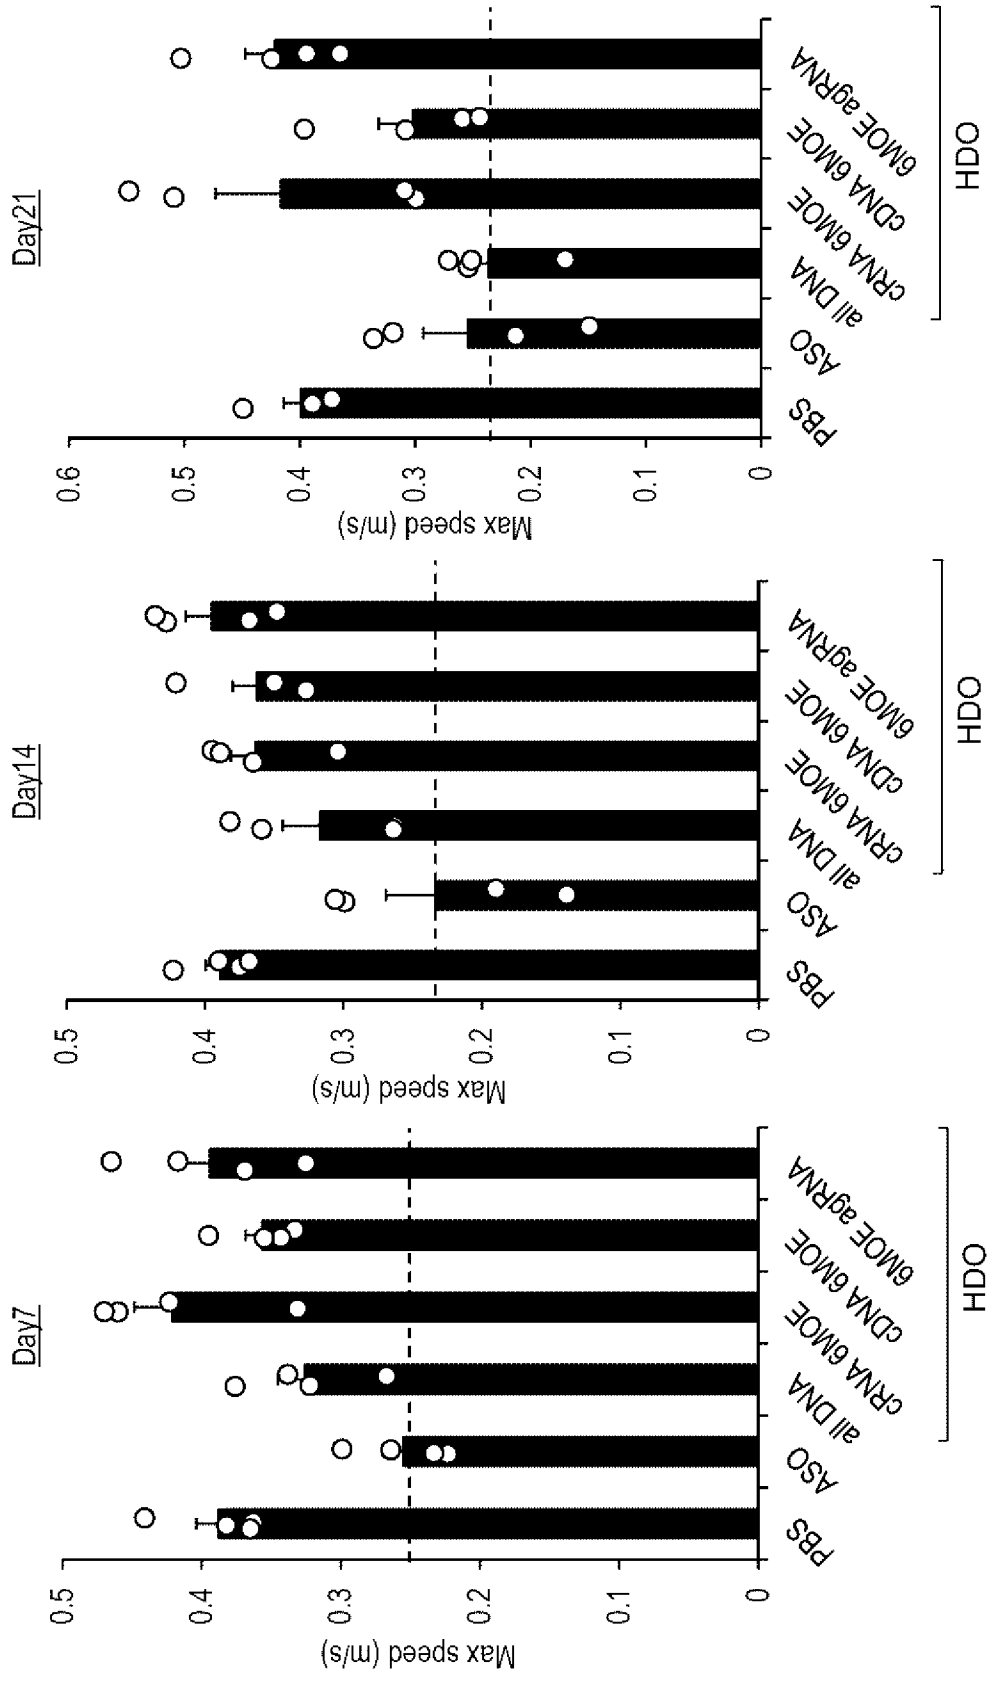 Day7
Max speed (m/s)
0.5
0.4
0.3
0.2
0.1
0
PBS
ASO
all DNA
cRNA 6MOE
cDNA 6MOE
6MOE agRNA
HDO
Day14
Max speed (m/s)
0.5
0.4
0.3
0.2
0.1
0
PBS
ASO
all DNA
cRNA 6MOE
cDNA 6MOE
6MOE agRNA
HDO
Day21
Max speed (m/s)
0.6
0.5
0.4
0.3
0.2
0.1
0
PBS
ASO
all DNA
cRNA 6MOE
cDNA 6MOE
6MOE agRNA
HDO